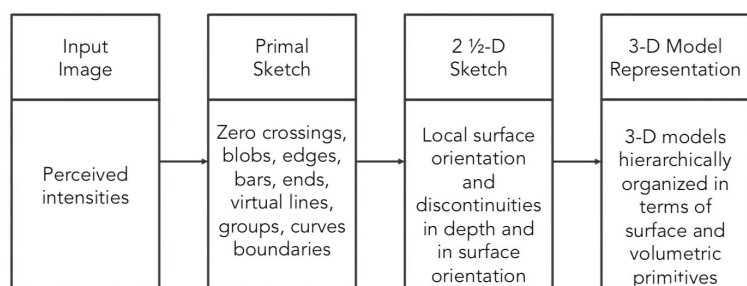 Input
Image
Perceived
intensities
Primal
Sketch
Zero crossings,
blobs, edges,
bars, ends,
virtual lines,
groups, curves
boundaries
2 ½-D
Sketch
Local surface
orientation
and
discontinuities
in depth and
in surface
orientation
3-D Model
Representation
3-D models
hierarchically
organized in
terms of
surface and
volumetric
primitives